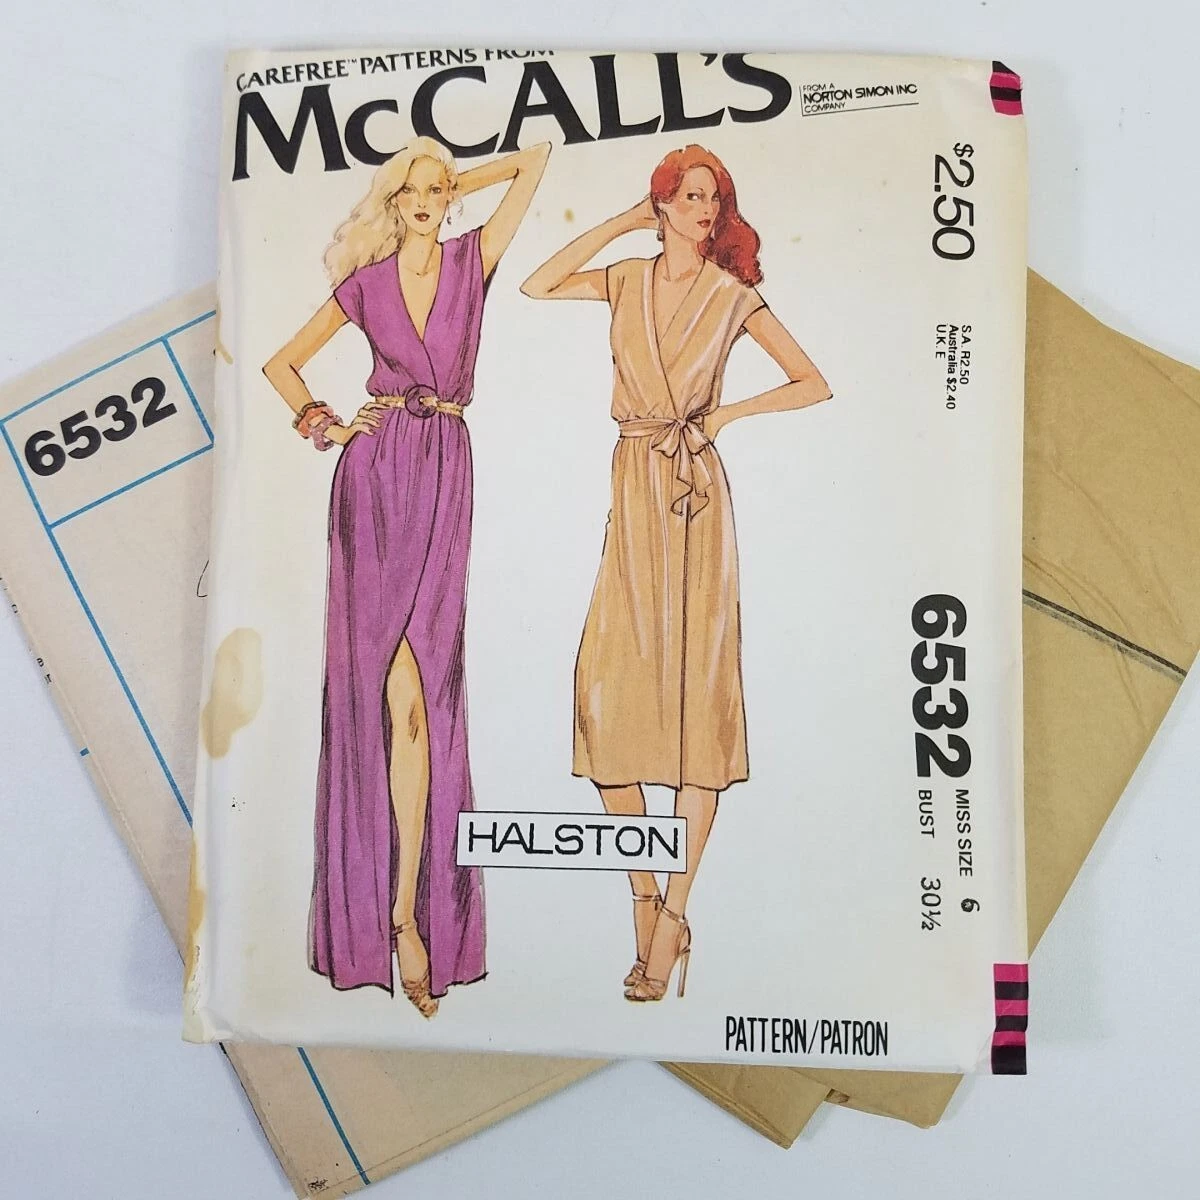 CAREFREE™ PATTERNS FROM
McCALL'S
FROM A
NORTON SIMON INC
COMPANY
$2.50
S.A. R2.50
Australia $2.40
U.K. E
6532
6532
MISS SIZE 6
BUST 30½
HALSTON
PATTERN/PATRON